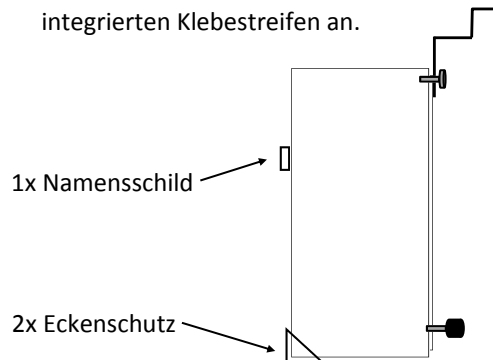 integrierten Klebestreifen an.
1x Namensschild
2x Eckenschutz